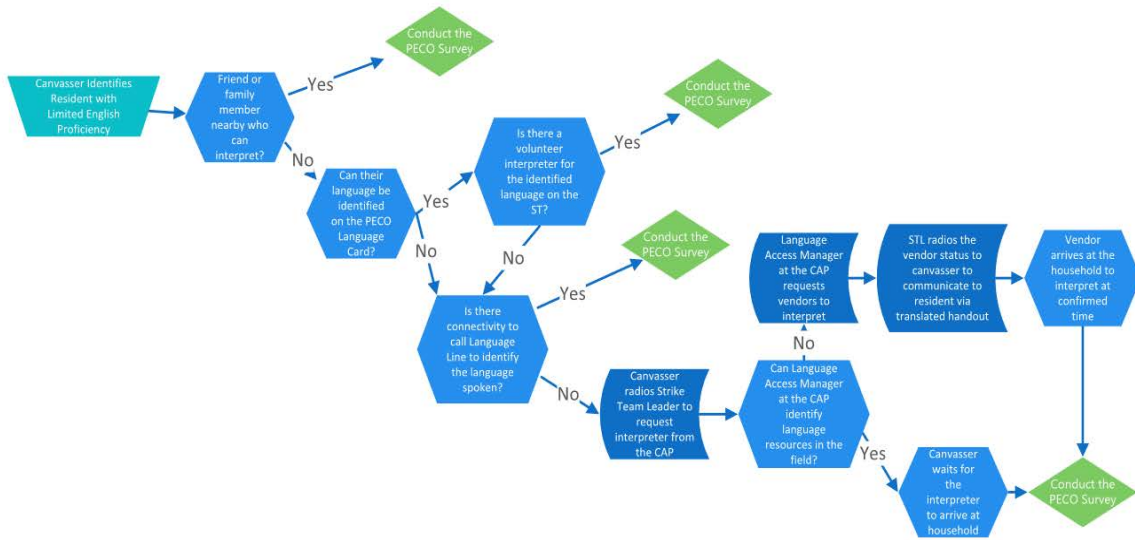 Conduct the
PECO Survey
Canvasser Identifies
Resident with
Limited English
Proficiency
Friend or
family
member
nearby who
can
interpret?
Yes
No
Conduct the
PECO Survey
Is there a
volunteer
interpreter for
the identified
language on the
ST?
Yes
Can their
language be
identified
on the PECO
Language
Card?
Yes
No
No
Conduct the
PECO Survey
Is there
connectivity to
call Language
Line to identify
the language
spoken?
Yes
No
Canvasser
radios Strike
Team Leader to
request
interpreter from
the CAP
Can Language
Access Manager
at the CAP
identify
language
resources in the
field?
No
Language
Access Manager
at the CAP
requests
vendors to
interpret
STL radios the
vendor status to
canvasser to
communicate to
resident via
translated handout
Vendor
arrives at the
household to
interpret at
confirmed
time
Yes
Canvasser
waits for
the
interpreter
to arrive at
household
Conduct the
PECO Survey